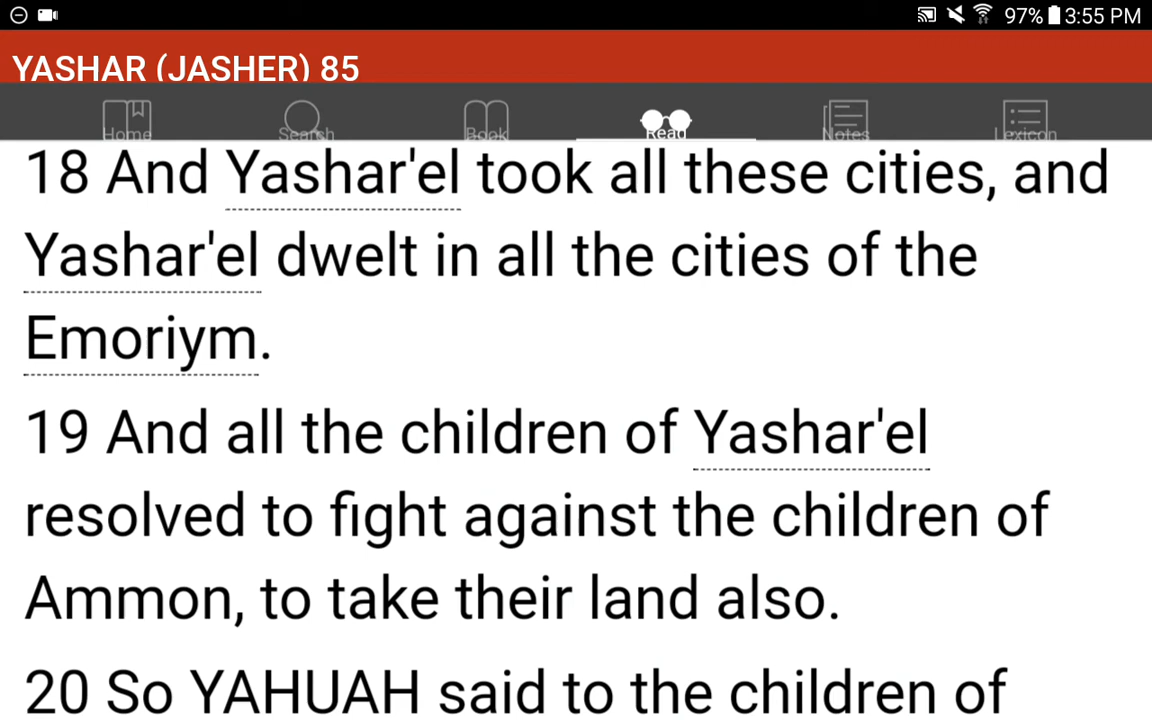 97% 3:55 PM
YASHAR (JASHER) 85
Home Search Book Read Notes Lexicon
18 And Yashar'el took all these cities, and
Yashar'el dwelt in all the cities of the
Emoriym.
19 And all the children of Yashar'el
resolved to fight against the children of
Ammon, to take their land also.
20 So YAHUAH said to the children of